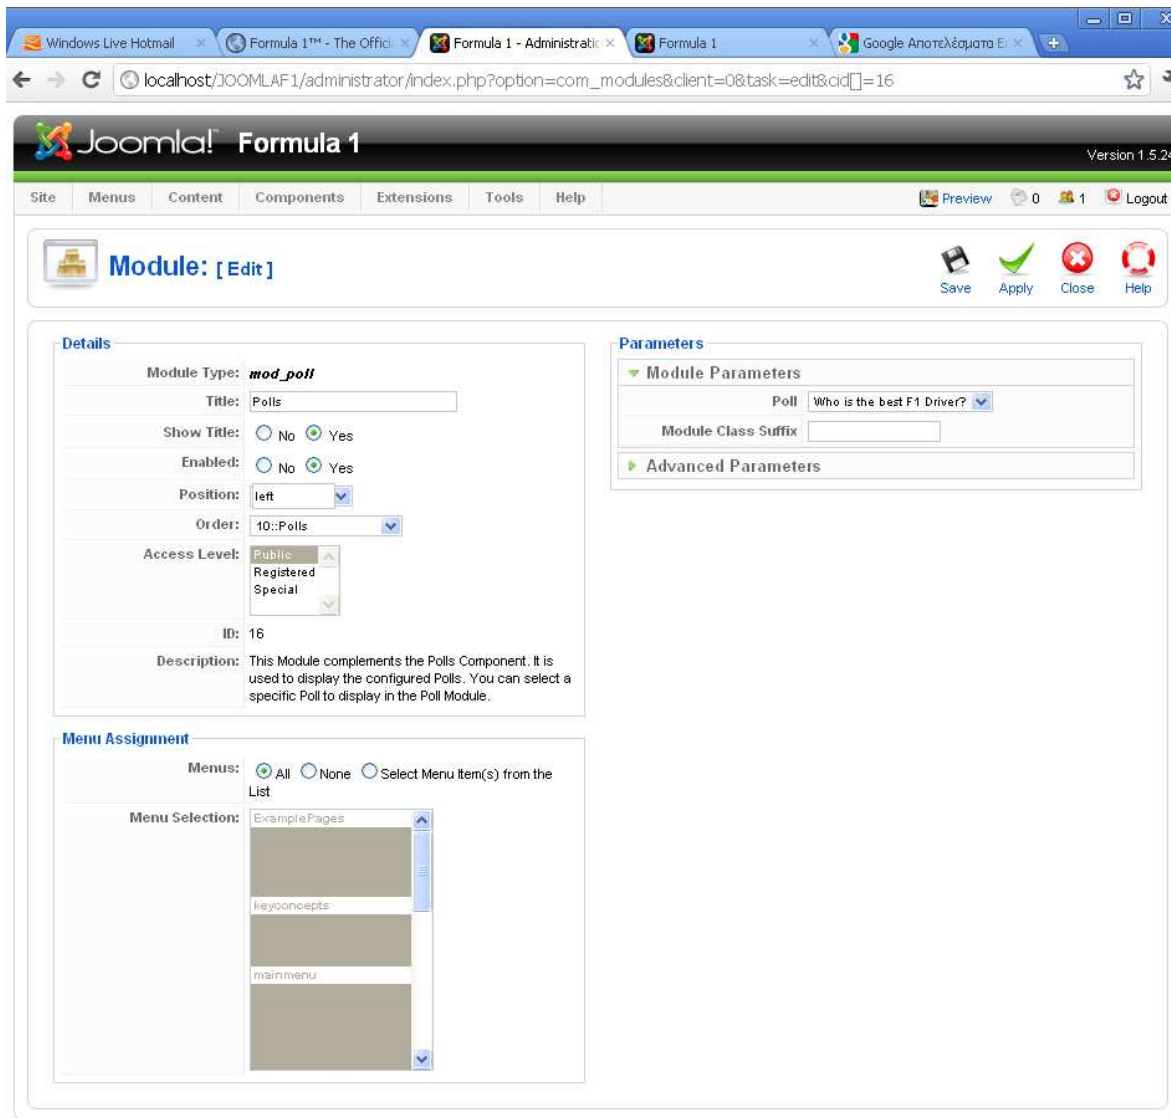 Windows Live Hotmail
Formula 1™ - The Offici
Formula 1 - Administratic
Formula 1
Google Αποτελέσματα Ei
localhost/JOOMLAF1/administrator/index.php?option=com_modules&client=0&task=edit&cid[]=16
Joomla! Formula 1
Version 1.5.24
Site Menus Content Components Extensions Tools Help Preview 0 1 Logout
Module: [ Edit ]
Save Apply Close Help
Details
Module Type: mod_poll
Title: Polls
Show Title: No Yes
Enabled: No Yes
Position: left
Order: 10::Polls
Access Level: Public
Registered
Special
ID: 16
Description: This Module complements the Polls Component. It is
used to display the configured Polls. You can select a
specific Poll to display in the Poll Module.
Parameters
Module Parameters
Poll Who is the best F1 Driver?
Module Class Suffix
Advanced Parameters
Menu Assignment
Menus: All None Select Menu Item(s) from the
List
Menu Selection: ExamplePages
keyconcepts
mainmenu